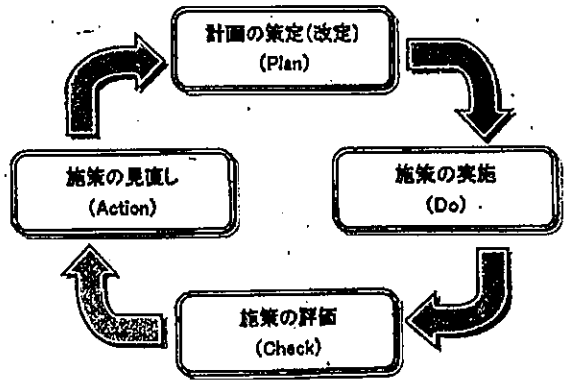 計画の策定(改定)
(Plan)
施策の実施
(Do)
施策の評価
(Check)
施策の見直し
(Action)